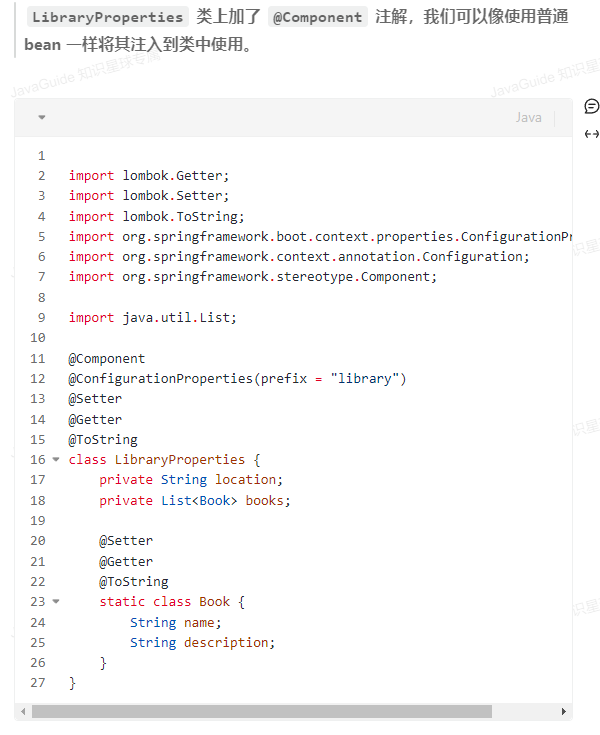 LibraryProperties 类上加了 @Component 注解，我们可以像使用普通
bean 一样将其注入到类中使用。
JavaGuide 知识星球专属
JavaGuide 知识星
Java
1
2 import lombok.Getter;
3 import lombok.Setter;
4 import lombok.ToString;
5 import org.springframework.boot.context.properties.ConfigurationPr
6 import org.springframework.context.annotation.Configuration;
7 import org.springframework.stereotype.Component;
8
9 import java.util.List;
10
11 @Component
12 @ConfigurationProperties(prefix = "library")
13 @Setter
14 @Getter
15 @ToString
16 class LibraryProperties {
17     private String location;
18     private List<Book> books;
19
20     @Setter
21     @Getter
22     @ToString
23     static class Book {
24         String name;
25         String description;
26     }
27 }